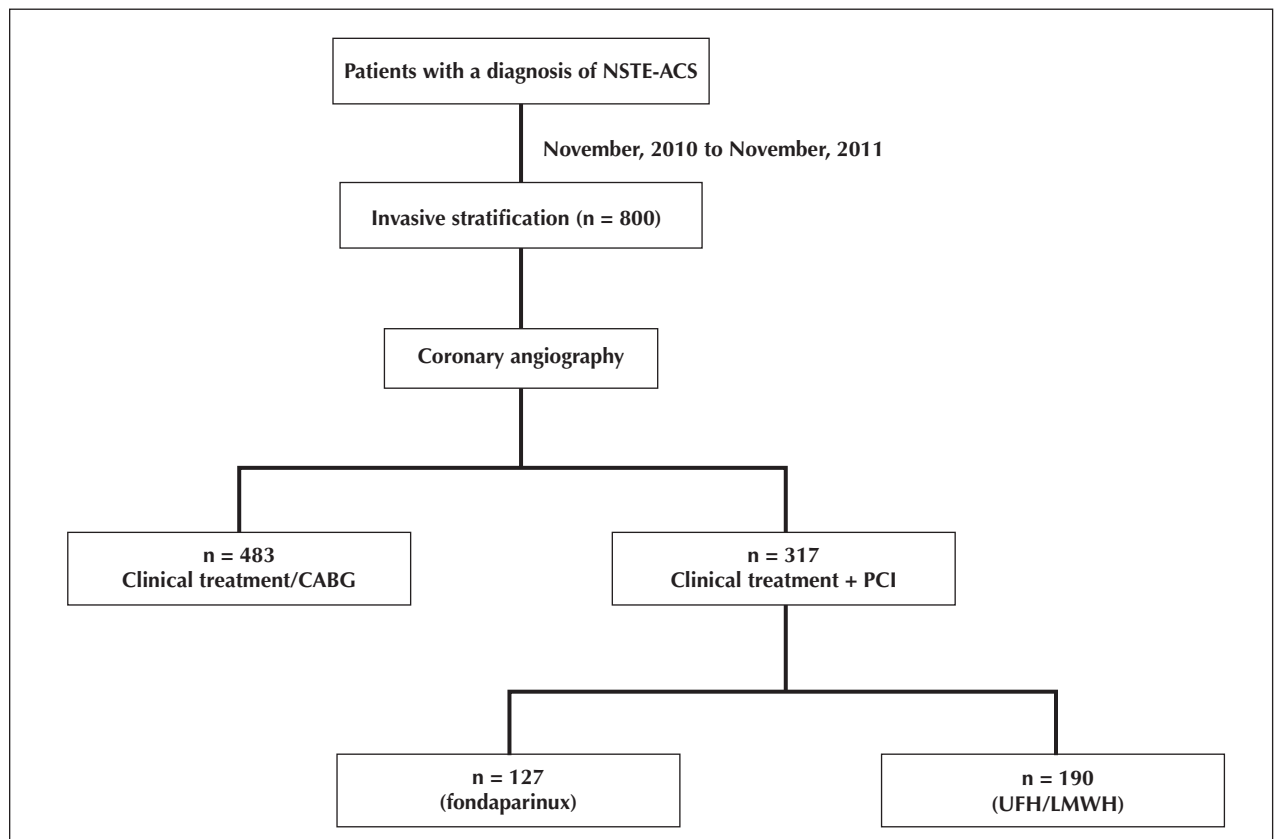 Patients with a diagnosis of NSTE-ACS
November, 2010 to November, 2011
Invasive stratification (n = 800)
Coronary angiography
n = 483
Clinical treatment/CABG
n = 317
Clinical treatment + PCI
n = 127
(fondaparinux)
n = 190
(UFH/LMWH)